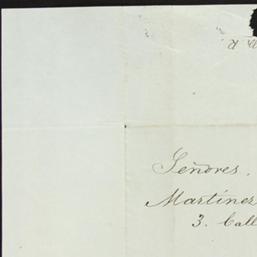 Señores.
Martinez
3. Call